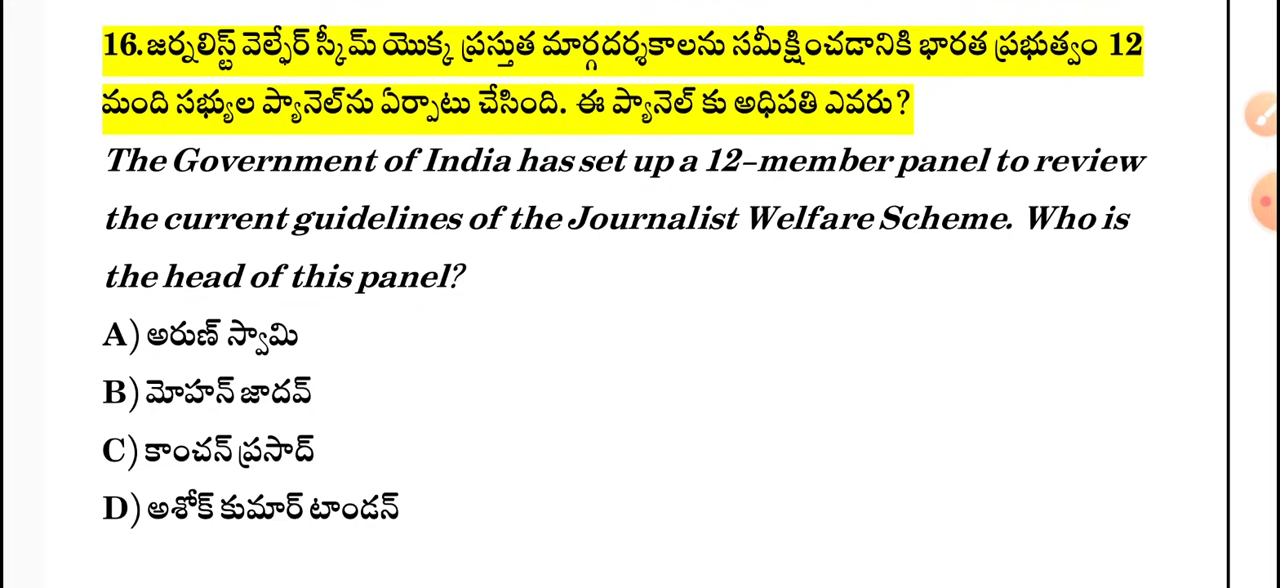 16.జర్నలిస్ట్ వెల్ఫేర్ స్కీమ్ యొక్క ప్రస్తుత మార్గదర్శకాలను సమీక్షించడానికి భారత ప్రభుత్వం 12
మంది సభ్యుల ప్యానెల్‌ను ఏర్పాటు చేసింది. ఈ ప్యానెల్ కు అధిపతి ఎవరు?
The Government of India has set up a 12-member panel to review
the current guidelines of the Journalist Welfare Scheme. Who is
the head of this panel?
A) అరుణ్ స్వామి
B) మోహన్ జాదవ్
C) కాంచన్ ప్రసాద్
D) అశోక్ కుమార్ టాండన్